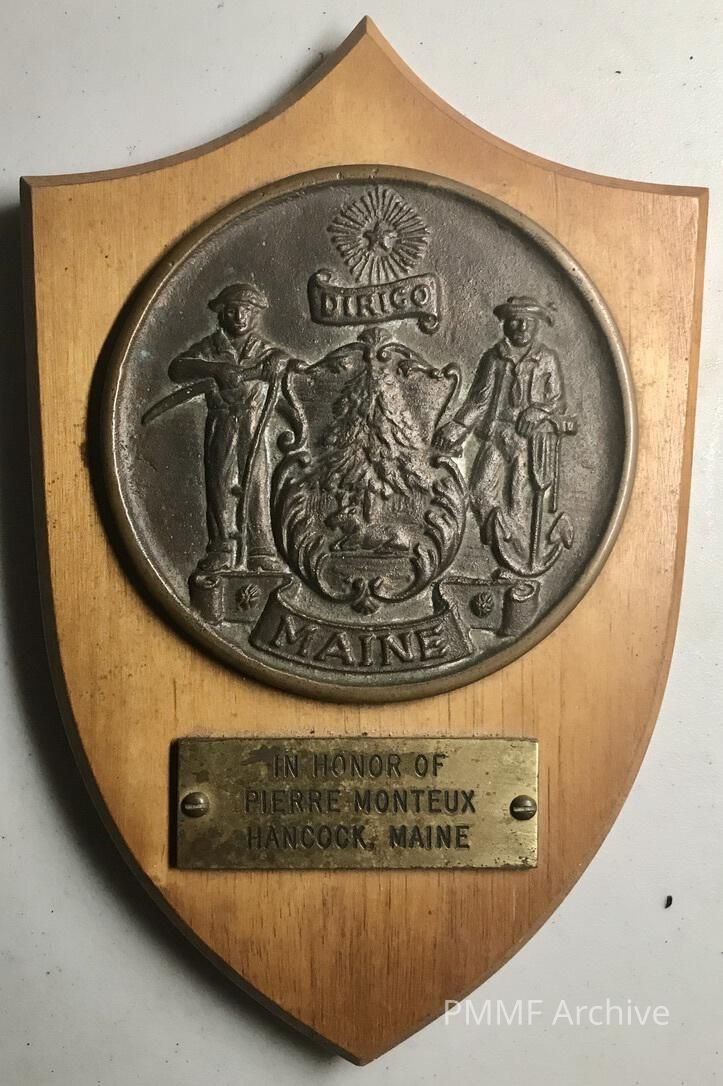 DIRIGO
MAINE
IN HONOR OF
PIERRE MONTEUX
HANCOCK, MAINE
PMMF Archive